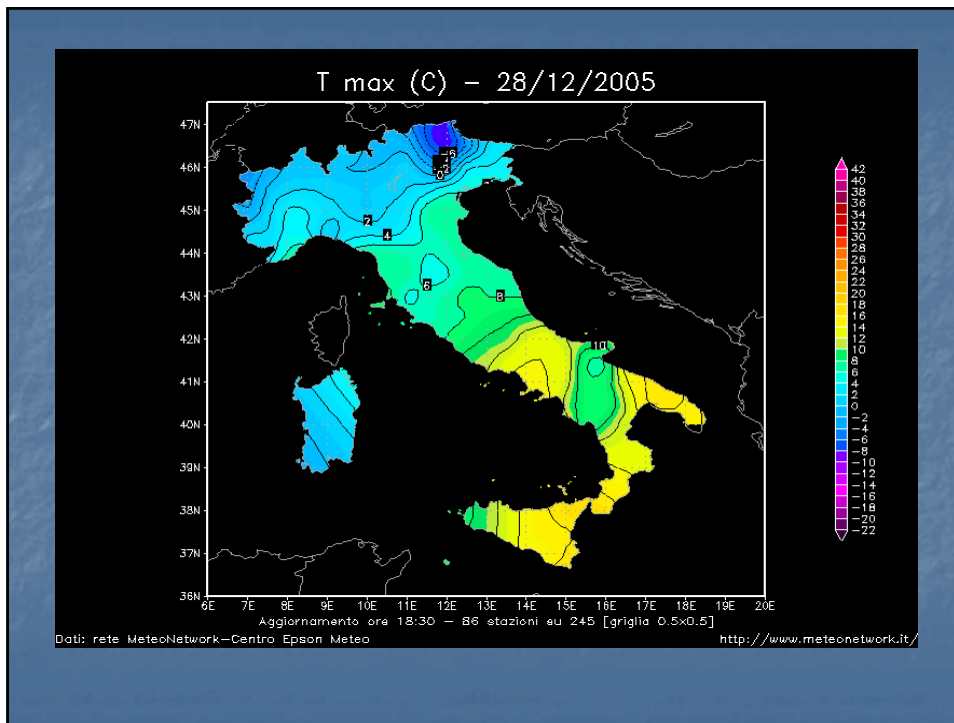 T max (C) – 28/12/2005
47N
46N
45N
44N
43N
42N
41N
40N
39N
38N
37N
36N
-6
-2
0
2
4
6
8
10
42
40
38
36
34
32
30
28
26
24
22
20
18
16
14
12
10
8
6
4
2
0
-2
-4
-6
-8
-10
-12
-14
-16
-18
-20
-22
6E 7E 8E 9E 10E 11E 12E 13E 14E 15E 16E 17E 18E 19E 20E
Aggiornamento ore 18:30 – 86 stazioni su 245 [griglia 0.5x0.5]
Dati: rete MeteoNetwork–Centro Epson Meteo
http://www.meteonetwork.it/